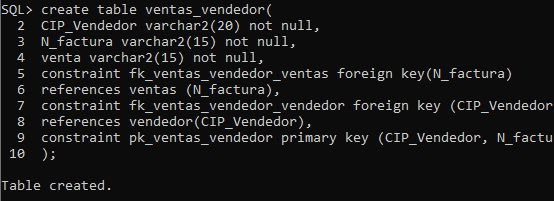 SQL> create table ventas_vendedor(
2 CIP_Vendedor varchar2(20) not null,
3 N_factura varchar2(15) not null,
4 venta varchar2(15) not null,
5 constraint fk_ventas_vendedor_ventas foreign key(N_factura)
6 references ventas (N_factura),
7 constraint fk_ventas_vendedor_vendedor foreign key (CIP_Vendedor
8 references vendedor(CIP_Vendedor),
9 constraint pk_ventas_vendedor primary key (CIP_Vendedor, N_factu
10 );
Table created.